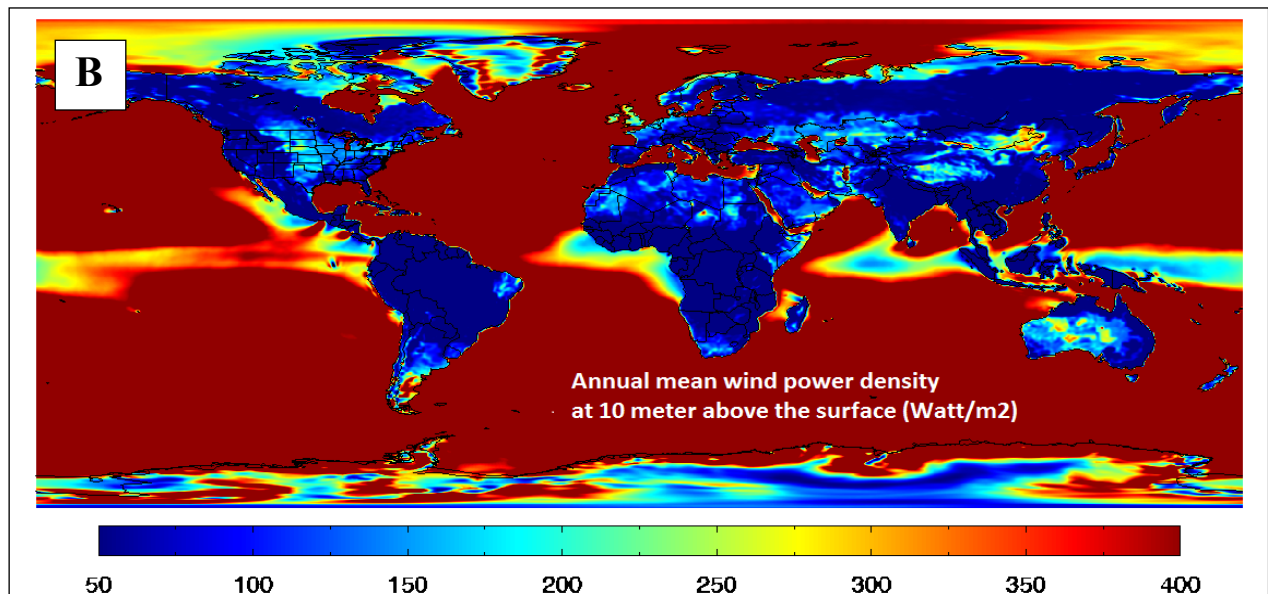 B
Annual mean wind power density
at 10 meter above the surface (Watt/m2)
50 100 150 200 250 300 350 400